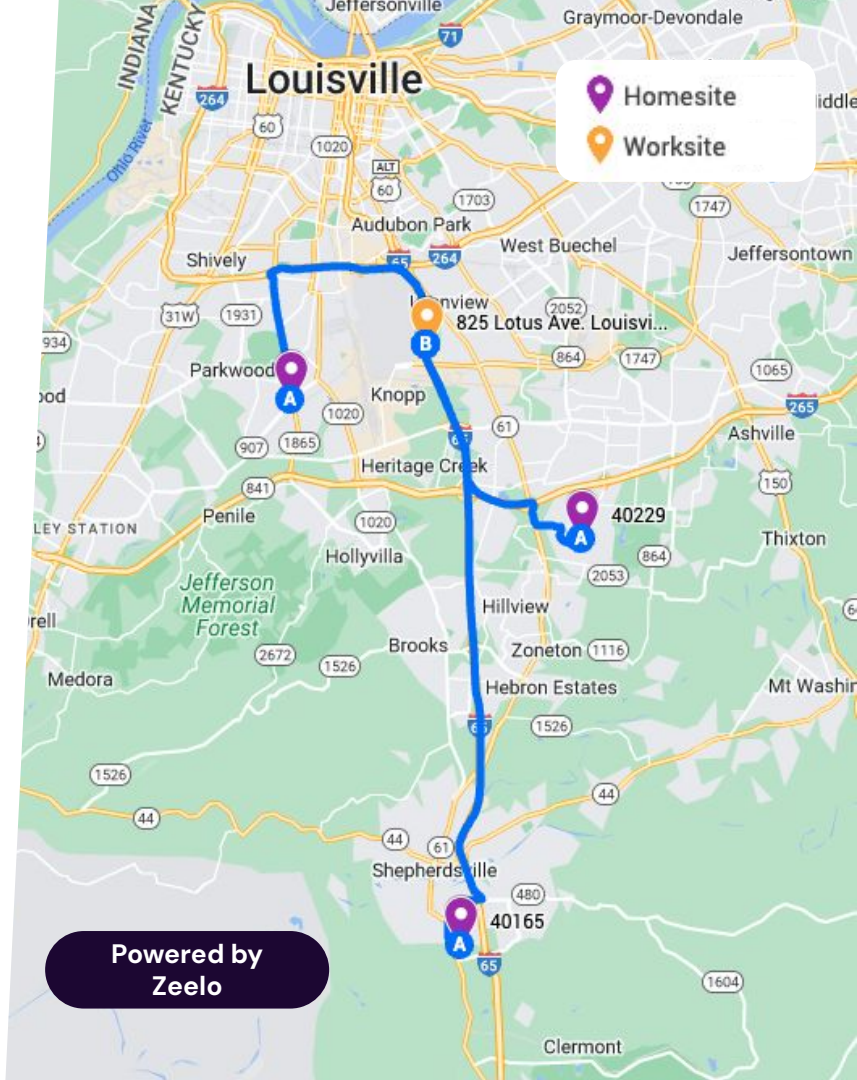 Jeffersonville
Graymoor-Devondale
71
INDIANA
KENTUCKY
Louisville
264
Homesite
Worksite
60
1020
Ohio River
ALT
60
1703
1747
Audubon Park
65
264
West Buechel
Jeffersontown
Shively
31W
1931
2052
825 Lotus Ave. Louisvi...
934
B
864
1747
1065
Parkwood
A
Knopp
1020
265
61
Ashville
907
1865
Heritage Creek
841
150
Penile
LEY STATION
1020
40229
A
Thixton
Hollyvilla
864
2053
Jefferson
Memorial
Forest
Hillview
Brooks
Zoneton
1116
2672
1526
Medora
Hebron Estates
Mt Washin
1526
1526
44
44
44
61
Shepherdsville
480
40165
A
Powered by
Zeelo
65
1604
Clermont